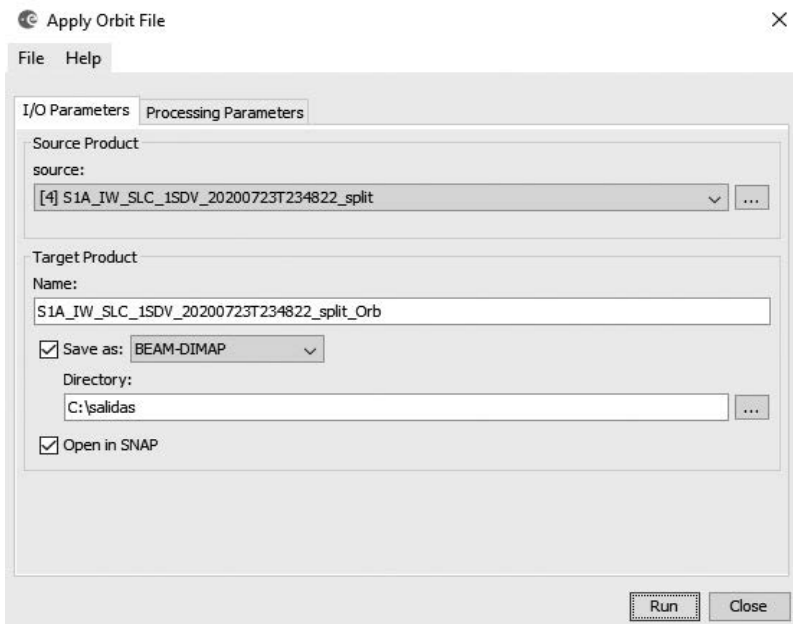 Apply Orbit File
File Help
I/O Parameters Processing Parameters
Source Product
source:
[4] S1A_IW_SLC_1SDV_20200723T234822_split
...
Target Product
Name:
S1A_IW_SLC_1SDV_20200723T234822_split_Orb
Save as: BEAM-DIMAP
Directory:
C:\salidas
...
Open in SNAP
Run Close